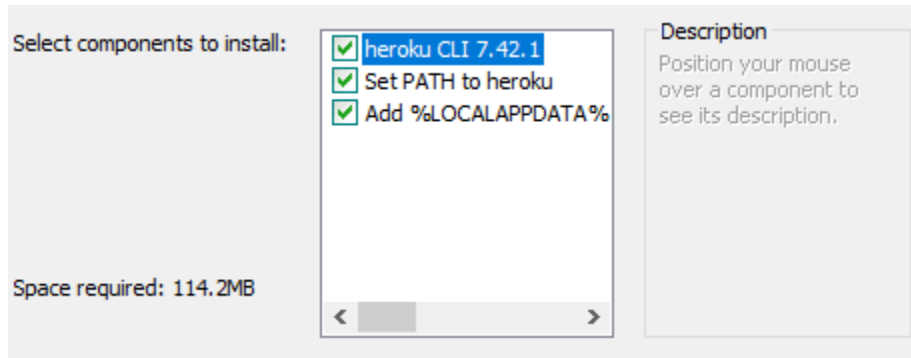 Select components to install:
heroku CLI 7.42.1
Set PATH to heroku
Add %LOCALAPPDATA%
Description
Position your mouse
over a component to
see its description.
Space required: 114.2MB